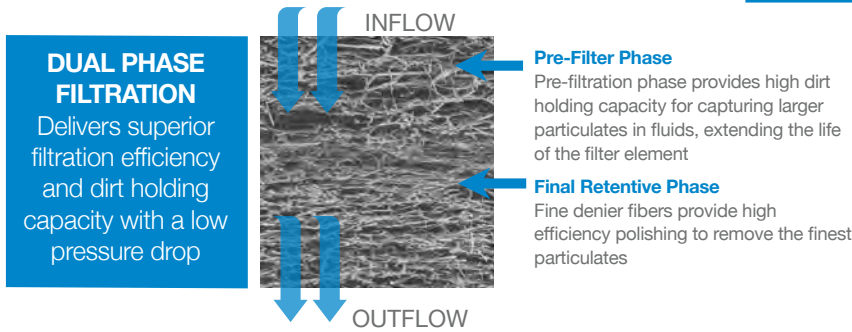 INFLOW
DUAL PHASE
FILTRATION
Delivers superior
filtration efficiency
and dirt holding
capacity with a low
pressure drop
Pre-Filter Phase
Pre-filtration phase provides high dirt
holding capacity for capturing larger
particulates in fluids, extending the life
of the filter element
Final Retentive Phase
Fine denier fibers provide high
efficiency polishing to remove the finest
particulates
OUTFLOW